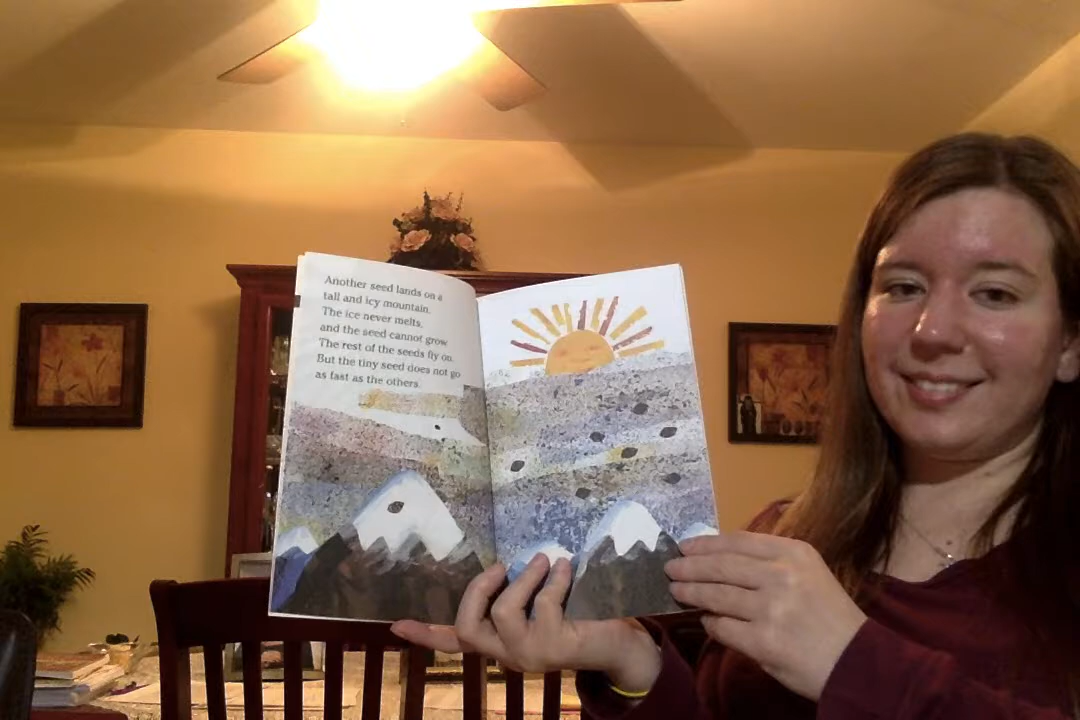 Another seed lands on a
tall and icy mountain.
The ice never melts,
and the seed cannot grow.
The rest of the seeds fly on.
But the tiny seed does not go
as fast as the others.